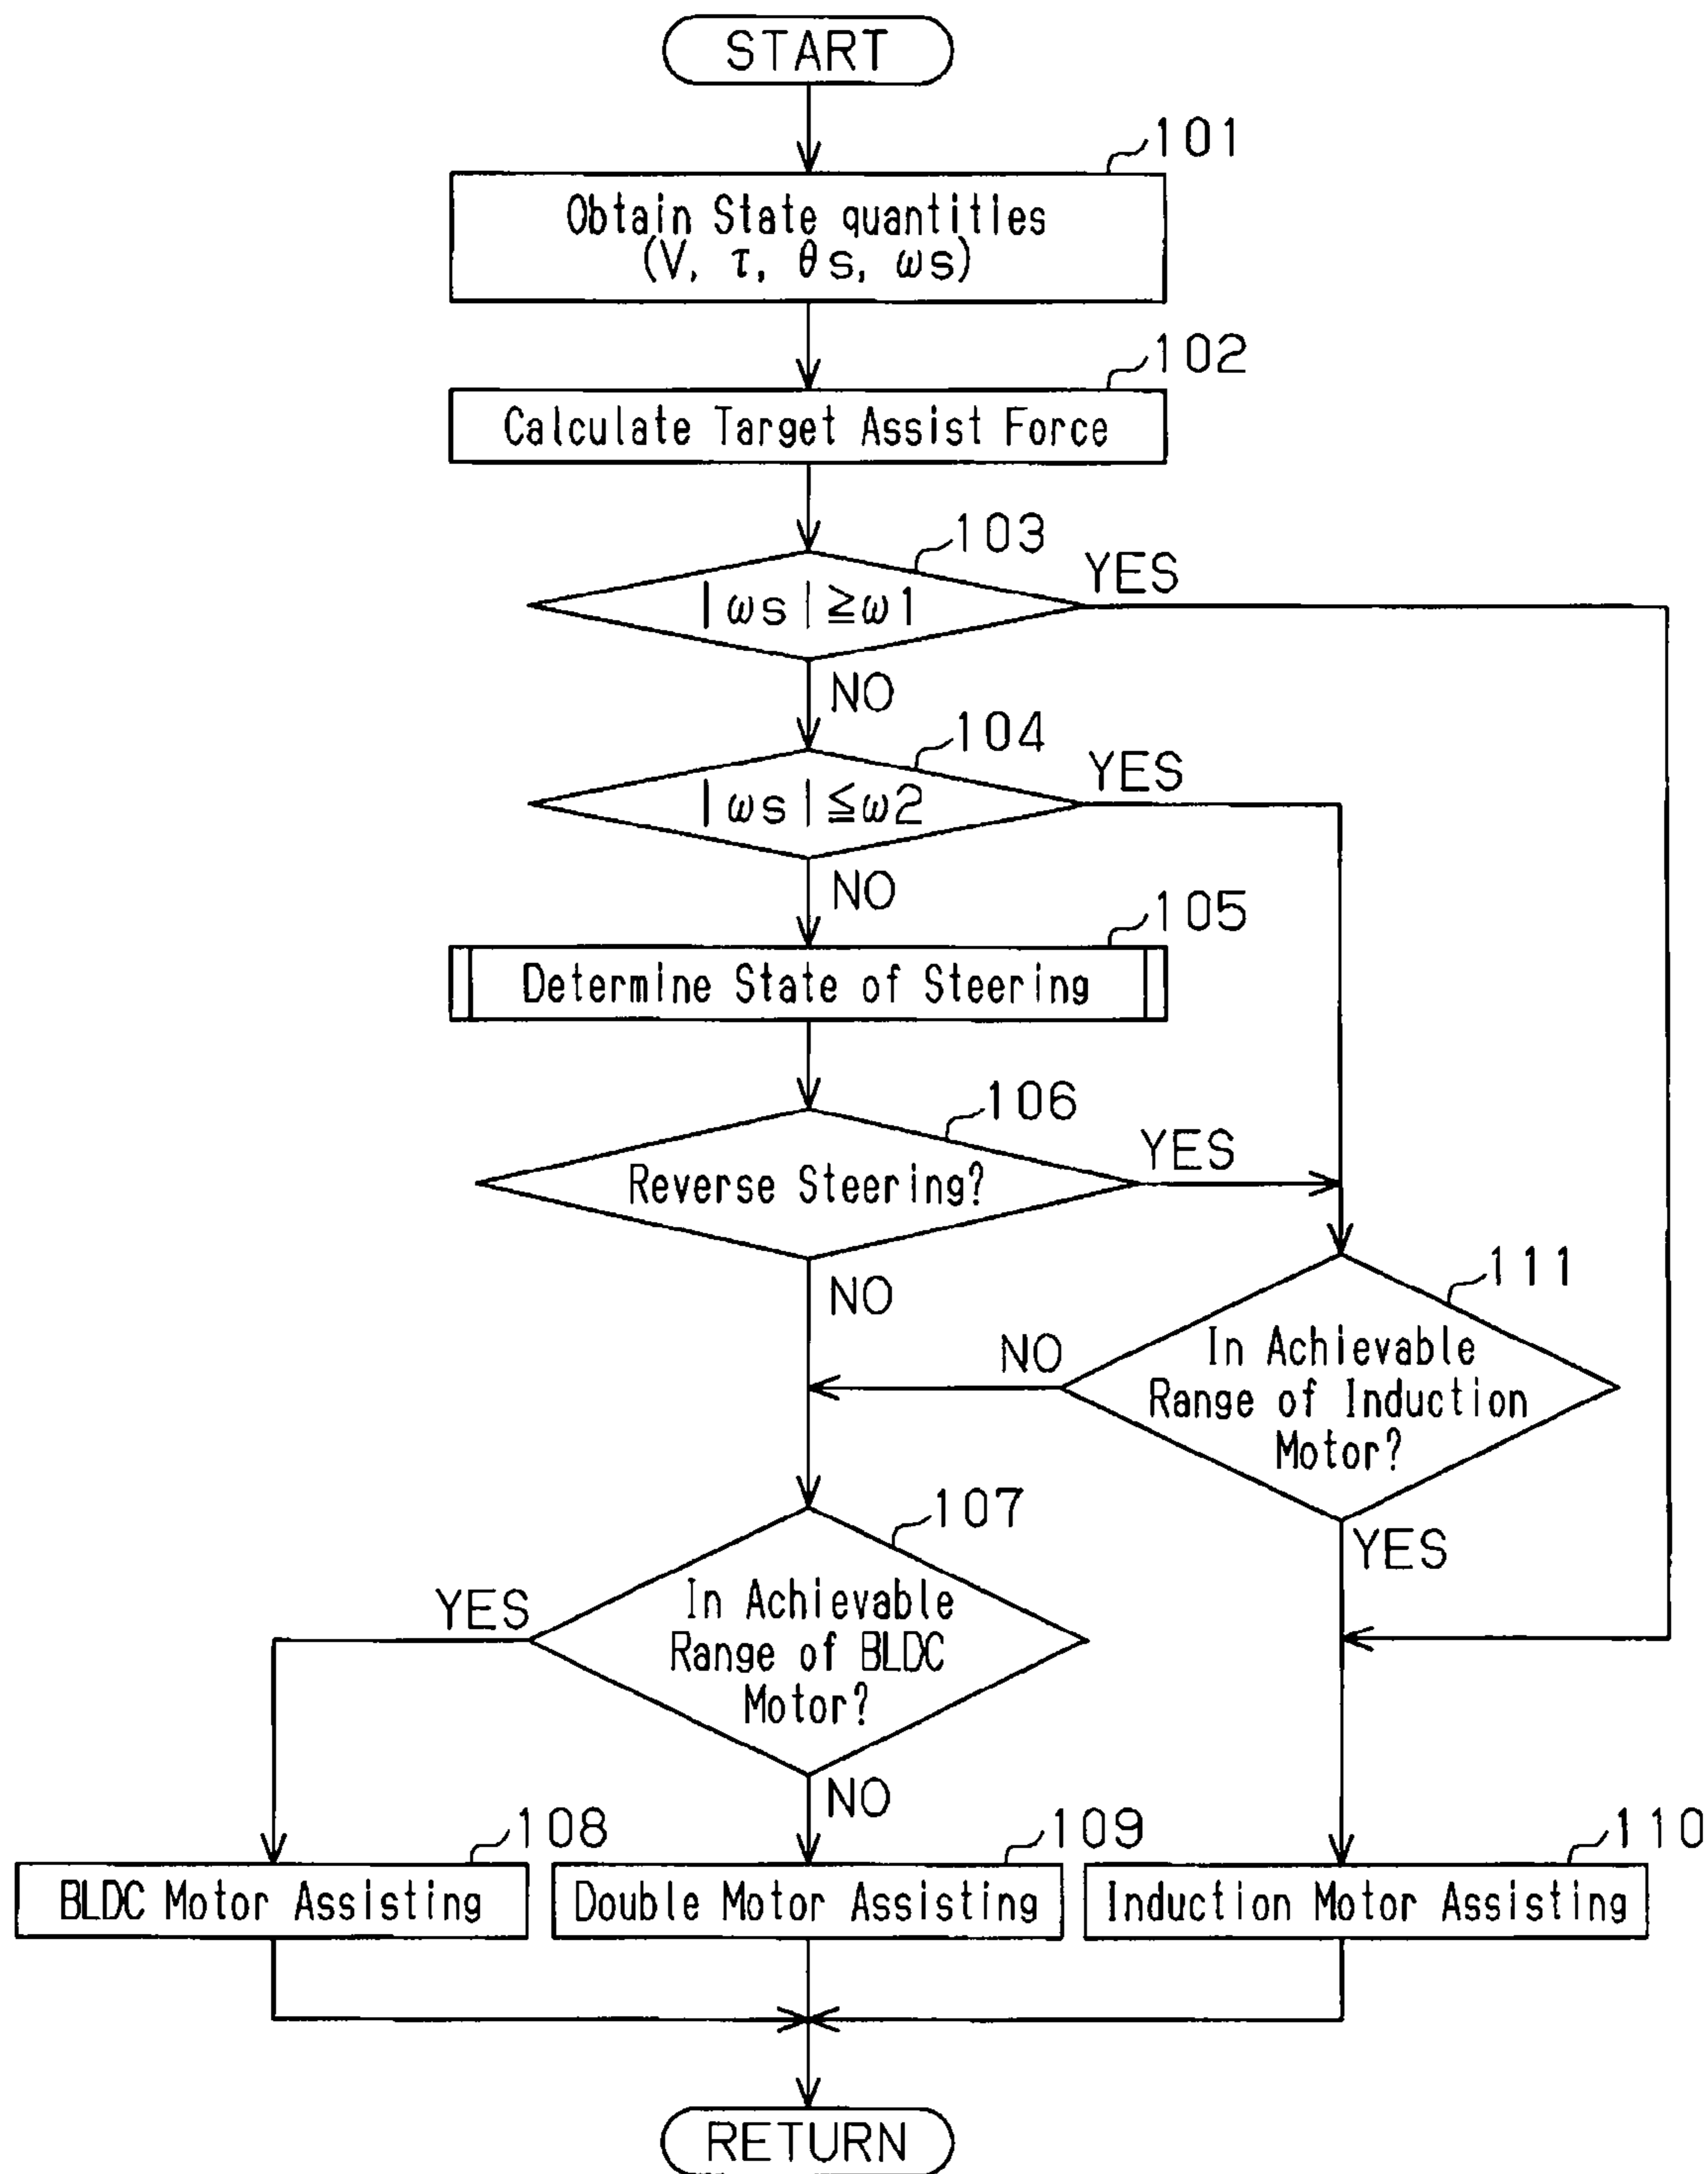 START
101
Obtain State quantities
(V, τ, θs, ωs)
102
Calculate Target Assist Force
103
|ωs|≧ω1
YES
NO
104
|ωs|≦ω2
YES
NO
105
Determine State of Steering
106
Reverse Steering?
YES
NO
111
In Achievable
Range of Induction
Motor?
NO
YES
107
In Achievable
Range of BLDC
Motor?
YES
NO
108
BLDC Motor Assisting
109
Double Motor Assisting
110
Induction Motor Assisting
RETURN